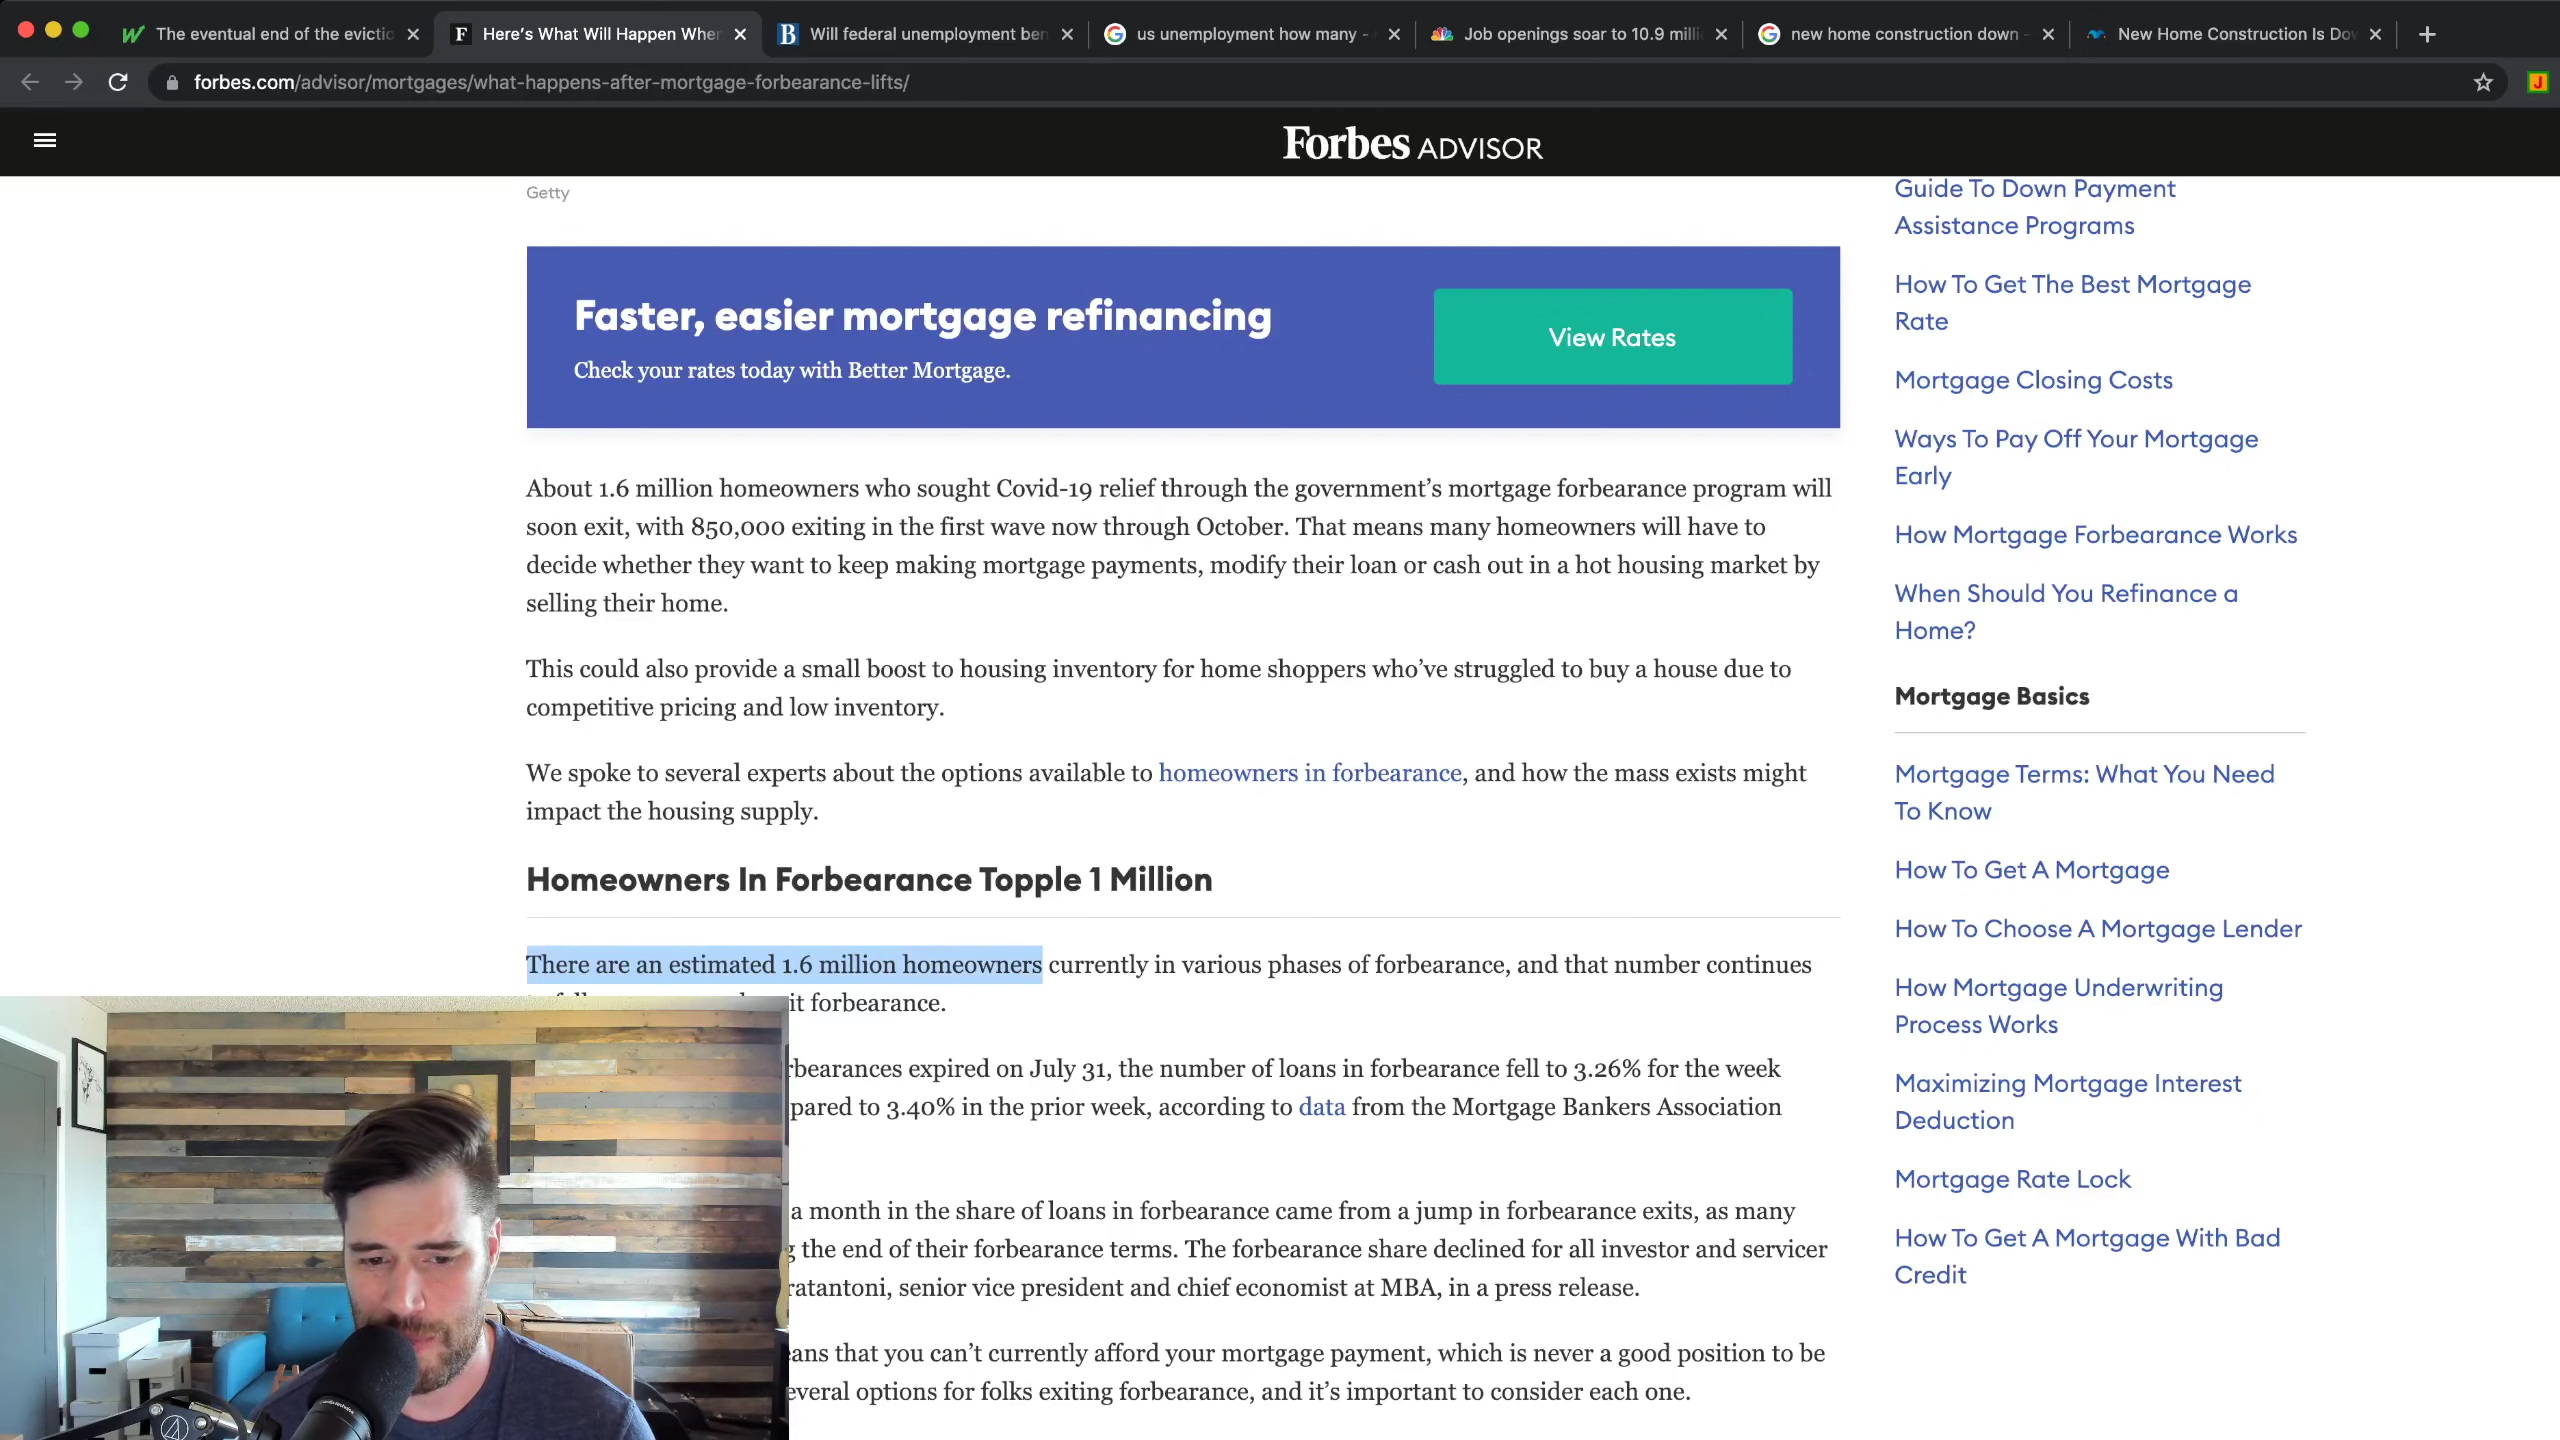 The eventual end of the evictio
Here's What Will Happen When
Will federal unemployment ben
us unemployment how many -
Job openings soar to 10.9 milli
new home construction down -
New Home Construction Is Do
forbes.com/advisor/mortgages/what-happens-after-mortgage-forbearance-lifts/
Forbes ADVISOR
Getty
Faster, easier mortgage refinancing
Check your rates today with Better Mortgage.
View Rates
About 1.6 million homeowners who sought Covid-19 relief through the government's mortgage forbearance program will
soon exit, with 850,000 exiting in the first wave now through October. That means many homeowners will have to
decide whether they want to keep making mortgage payments, modify their loan or cash out in a hot housing market by
selling their home.
This could also provide a small boost to housing inventory for home shoppers who've struggled to buy a house due to
competitive pricing and low inventory.
We spoke to several experts about the options available to homeowners in forbearance, and how the mass exists might
impact the housing supply.
Homeowners In Forbearance Topple 1 Million
There are an estimated 1.6 million homeowners currently in various phases of forbearance, and that number continues
it forbearance.
rbearances expired on July 31, the number of loans in forbearance fell to 3.26% for the week
pared to 3.40% in the prior week, according to data from the Mortgage Bankers Association
a month in the share of loans in forbearance came from a jump in forbearance exits, as many
g the end of their forbearance terms. The forbearance share declined for all investor and servicer
ratantoni, senior vice president and chief economist at MBA, in a press release.
eans that you can't currently afford your mortgage payment, which is never a good position to be
everal options for folks exiting forbearance, and it's important to consider each one.
Guide To Down Payment
Assistance Programs
How To Get The Best Mortgage
Rate
Mortgage Closing Costs
Ways To Pay Off Your Mortgage
Early
How Mortgage Forbearance Works
When Should You Refinance a
Home?
Mortgage Basics
Mortgage Terms: What You Need
To Know
How To Get A Mortgage
How To Choose A Mortgage Lender
How Mortgage Underwriting
Process Works
Maximizing Mortgage Interest
Deduction
Mortgage Rate Lock
How To Get A Mortgage With Bad
Credit